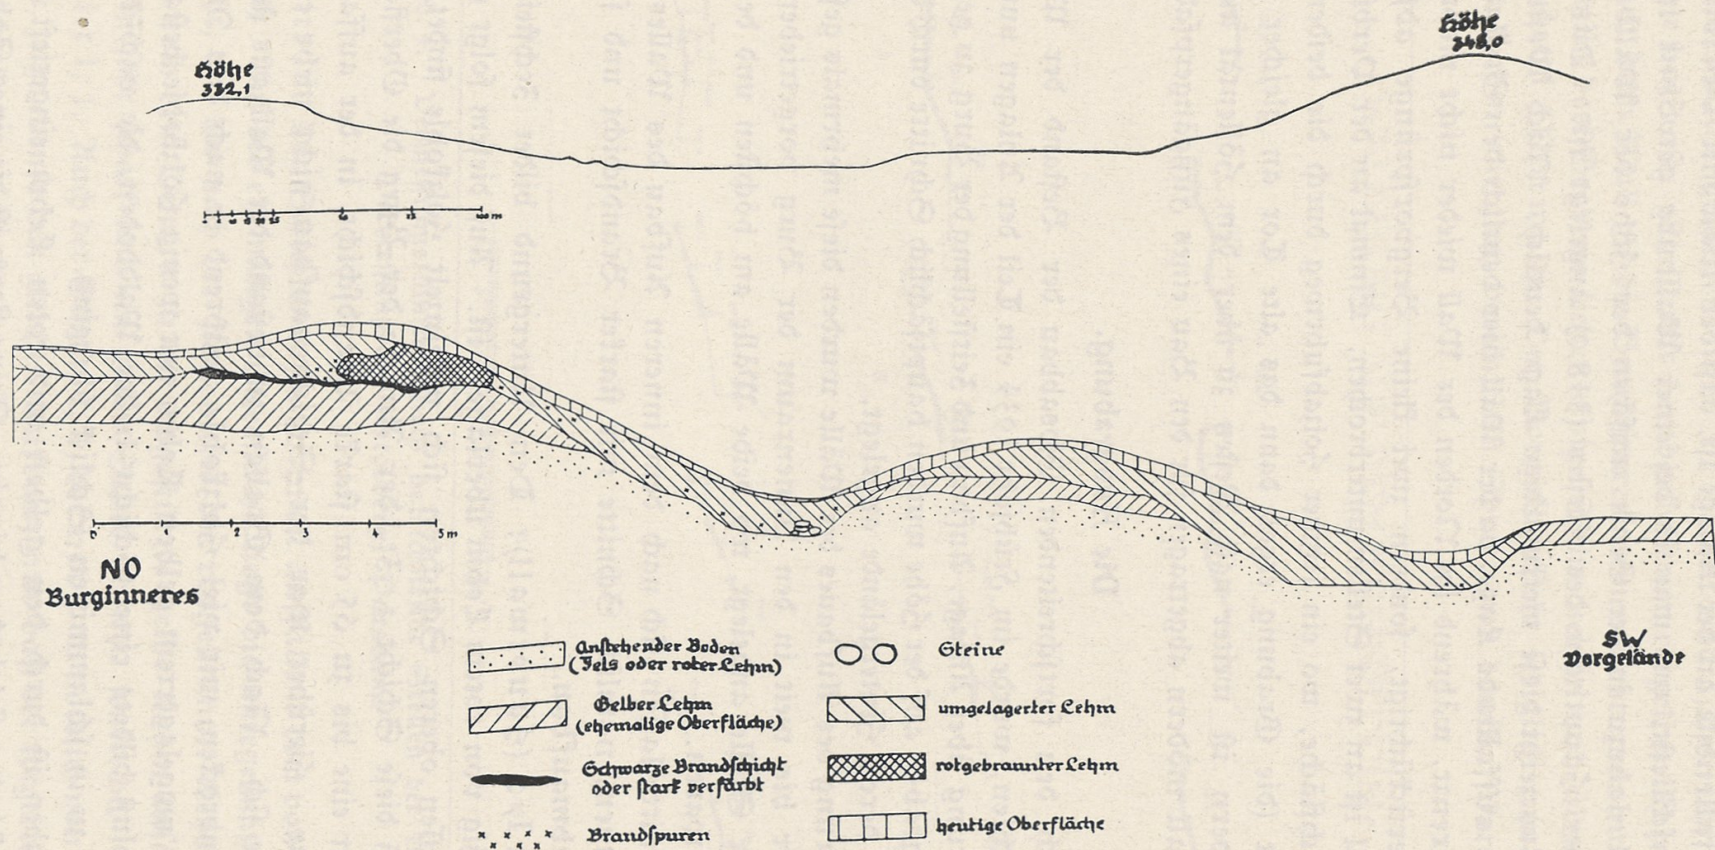 Höhe
332,1
Höhe
348,0
100 m
0 1 2 3 4 5 m
NO
Burginneres
SW
Vorgelände
Anstehender Boden
(Fels oder roter Lehm)
Gelber Lehm
(ehemalige Oberfläche)
Schwarze Brandschicht
oder stark verfärbt
Brandspuren
Steine
umgelagerter Lehm
rotgebrannter Lehm
heutige Oberfläche